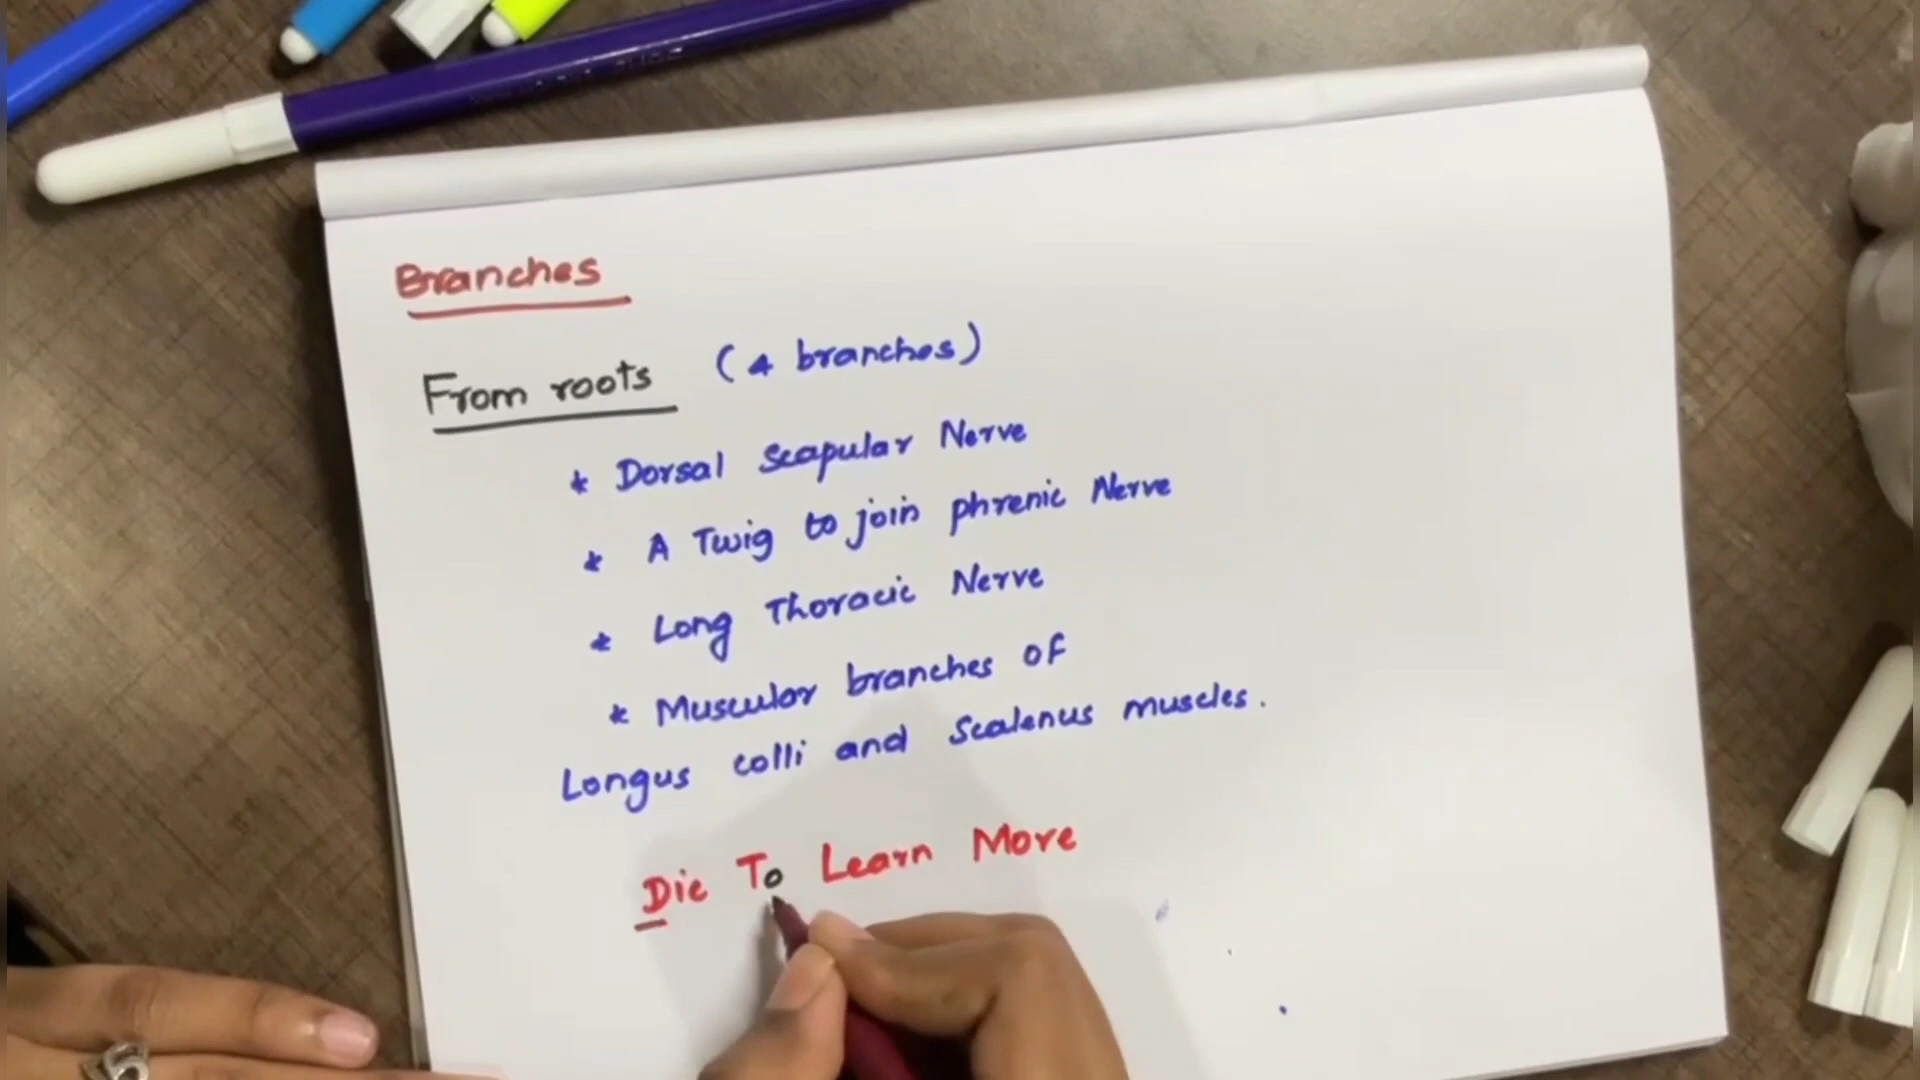 Branches
From roots (4 branches)
* Dorsal scapular Nerve
* A Twig to join phrenic Nerve
* Long Thoracic Nerve
* Muscular branches of
Longus colli and scalenus muscles.
Die To Learn More